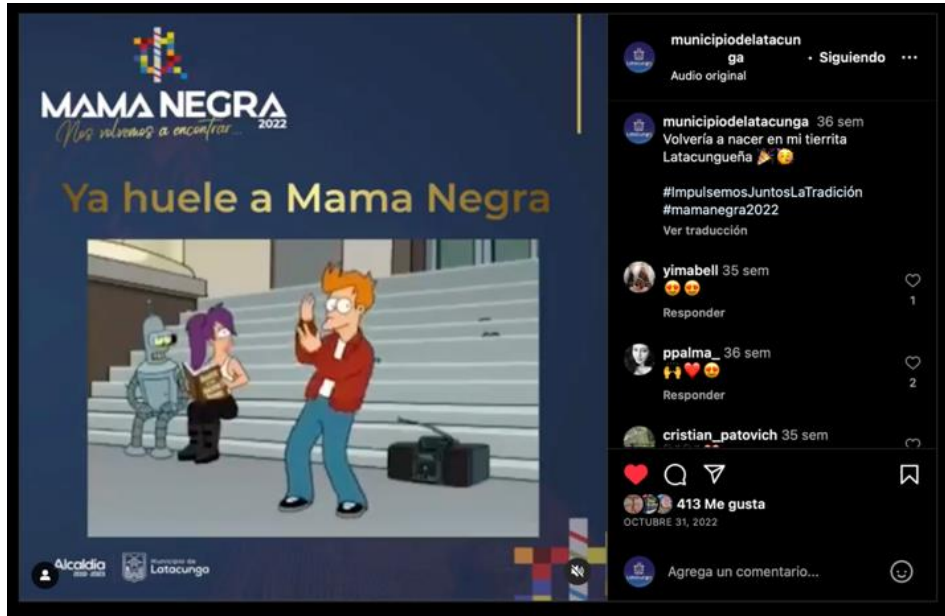 MAMA NEGRA
2022
Nos volvemos a encontrar...
Ya huele a Mama Negra
Alcaldía
Municipio de
Latacunga
municipiodelatacun
ga
• Siguiendo
Audio original
municipiodelatacunga 36 sem
Volvería a nacer en mi tierrita
Latacungueña 🎉🥳
#ImpulsemosJuntosLaTradición
#mamanegra2022
Ver traducción
yimabell 35 sem
😍😍
1
Responder
ppalma_ 36 sem
🙌❤️😍
2
Responder
cristian_patovich 35 sem
413 Me gusta
OCTUBRE 31, 2022
Agrega un comentario...